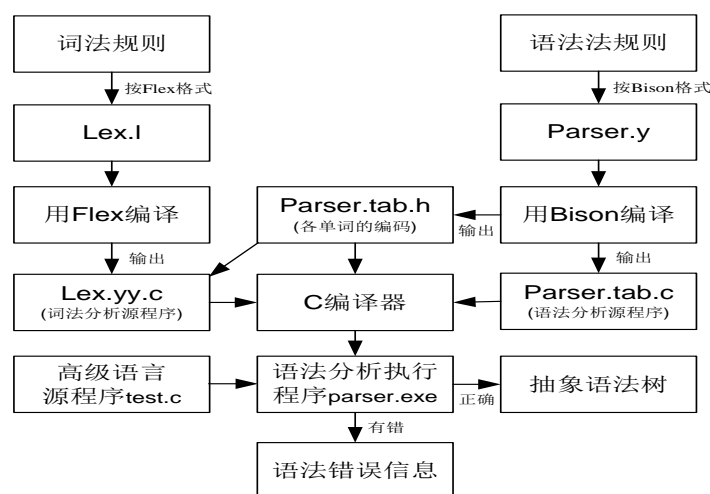 词法规则
语法法规则
按Flex格式
按Bison格式
Lex.l
Parser.y
用Flex编译
Parser.tab.h
(各单词的编码)
输出
用Bison编译
输出
输出
Lex.yy.c
(词法分析源程序)
C编译器
Parser.tab.c
(语法分析源程序)
高级语言
源程序test.c
语法分析执行
程序parser.exe
正确
抽象语法树
有错
语法错误信息